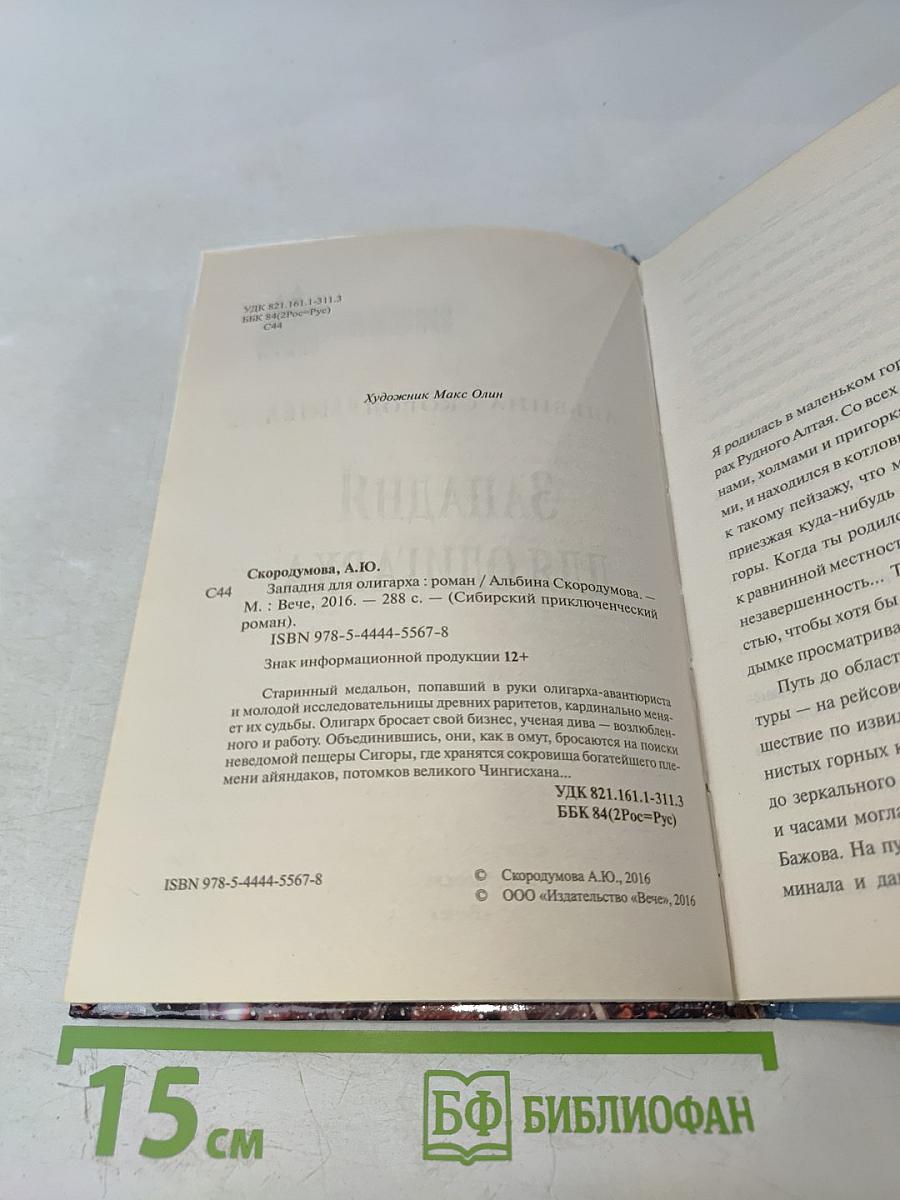 УДК 821.161.1-311.3
ББК 84(2Рос=Рус)
С44
Художник Макс Олин
Скородумова, А.Ю.
С44 Западня для олигарха : роман / Альбина Скородумова. —
М. : Вече, 2016. — 288 с. — (Сибирский приключенческий
роман).
ISBN 978-5-4444-5567-8
Знак информационной продукции 12+
Старинный медальон, попавший в руки олигарха-авантюриста
и молодой исследовательницы древних раритетов, кардинально меня-
ет их судьбы. Олигарх бросает свой бизнес, ученая дива — возлюблен-
ного и работу. Объединившись, они, как в омут, бросаются на поиски
неведомой пещеры Сигоры, где хранятся сокровища богатейшего пле-
мени айяндаков, потомков великого Чингисхана...
УДК 821.161.1-311.3
ББК 84(2Рос=Рус)
ISBN 978-5-4444-5567-8
© Скородумова А.Ю., 2016
© ООО «Издательство «Вече», 2016
Я родилась в маленьком гор
рах Рудного Алтая. Со всех
нами, холмами и пригорка
ми, и находился в котлови
к такому пейзажу, что м
приезжая куда-нибудь
горы. Когда ты родилс
к равнинной местност
незавершенность... Т
стью, чтобы хотя бы
дымке просматрива
Путь до област
туры — на рейсов
шествие по извил
нистых горных к
до зеркального
и часами могла
Бажова. На пу
минала и дан
15 см
БФ БИБЛИОФАН